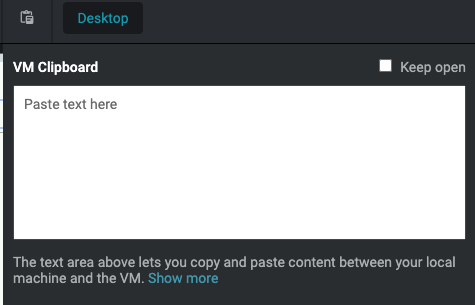 Desktop
VM Clipboard
Keep open
Paste text here
The text area above lets you copy and paste content between your local
machine and the VM. Show more